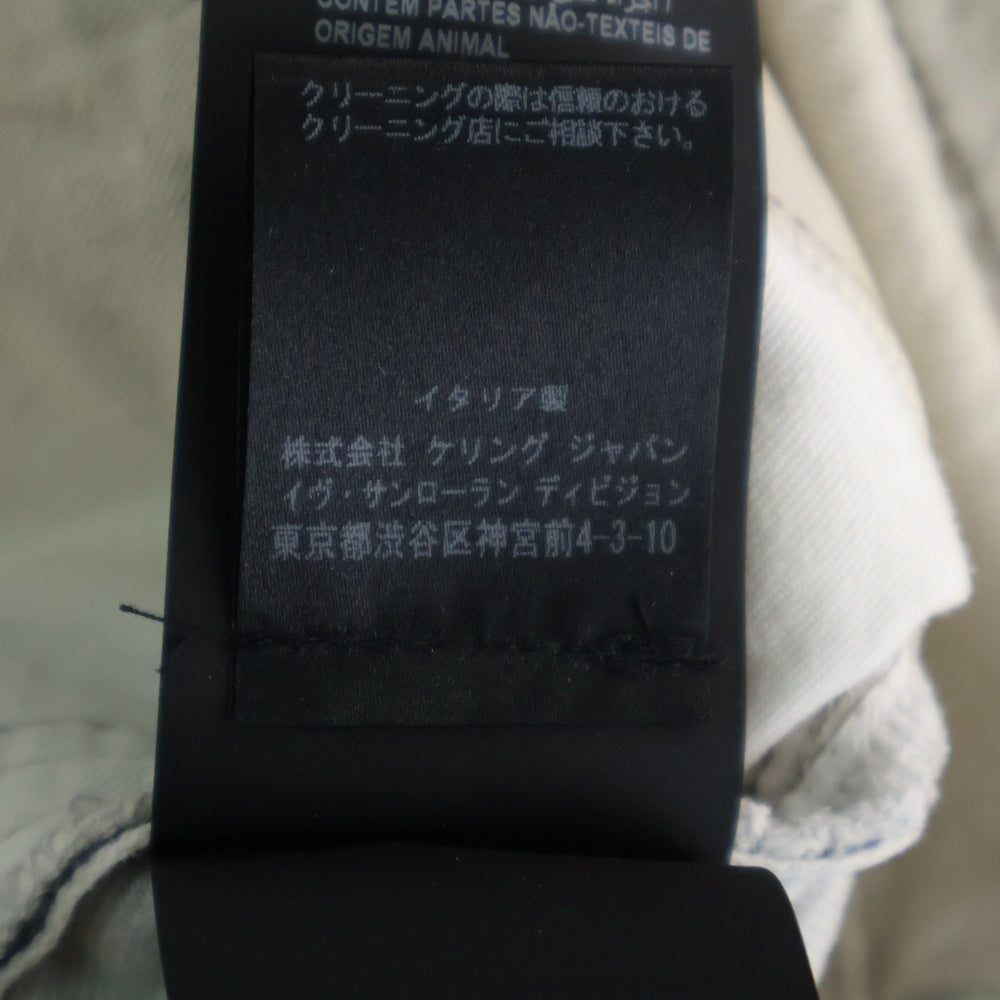 CONTÉM PARTES NÃO-TEXTEIS DE
ORIGEM ANIMAL
クリーニングの際は信頼のおける
クリーニング店にご相談下さい。
イタリア製
株式会社 ケリング ジャパン
イヴ・サンローラン ディビジョン
東京都渋谷区神宮前4-3-10